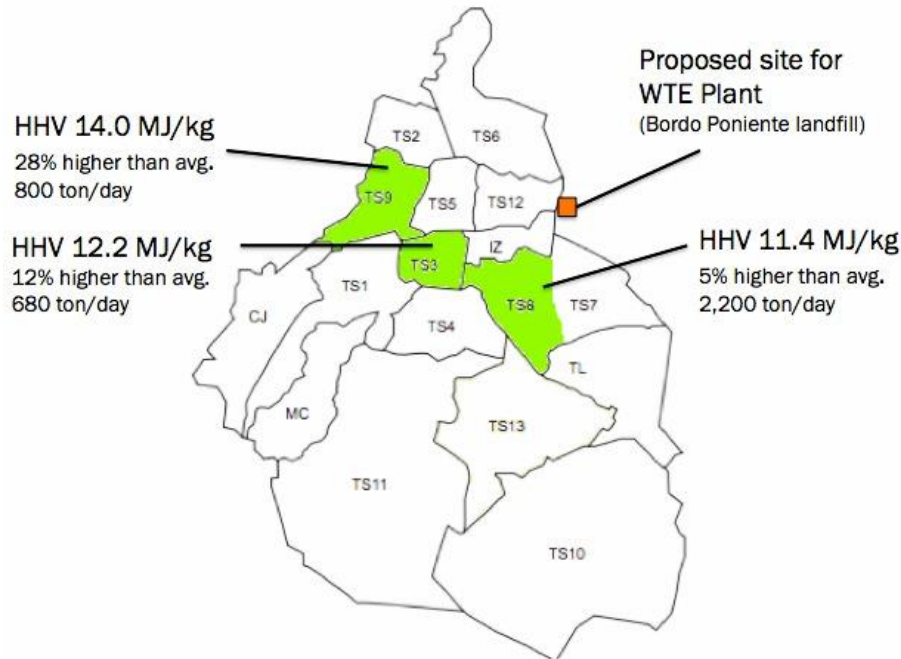 Proposed site for
WTE Plant
(Bordo Poniente landfill)
HHV 14.0 MJ/kg
28% higher than avg.
800 ton/day
HHV 12.2 MJ/kg
12% higher than avg.
680 ton/day
HHV 11.4 MJ/kg
5% higher than avg.
2,200 ton/day
TS2
TS6
TS9
TS5
TS12
IZ
TS3
TS1
TS8
TS7
CJ
TS4
TL
MC
TS13
TS11
TS10